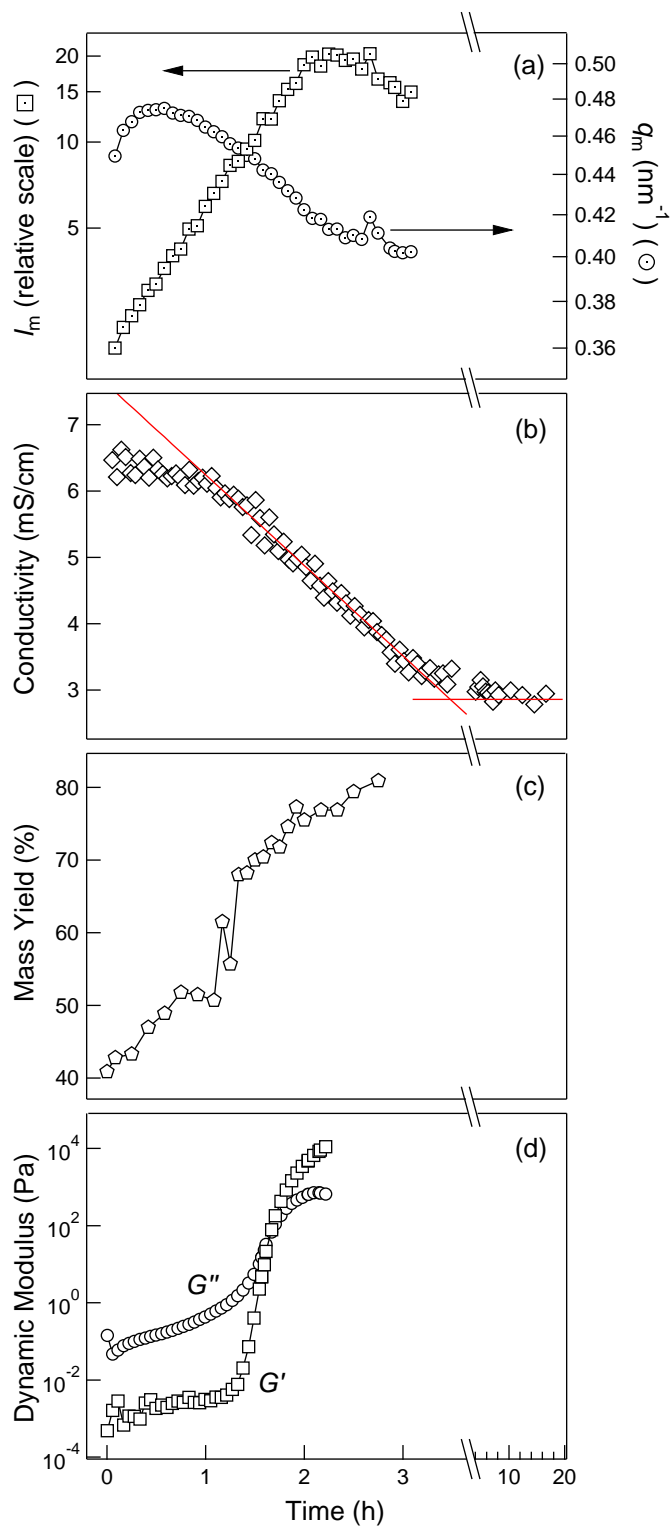 (a)
I_m (relative scale) (⊡)
20
15
10
5
0.50
0.48
0.46
0.44
0.42
0.40
0.38
0.36
q_m (nm^-1) (⊙)
(b)
Conductivity (mS/cm)
7
6
5
4
3
(c)
Mass Yield (%)
80
70
60
50
40
(d)
Dynamic Modulus (Pa)
10^4
10^2
10^0
10^-2
10^-4
G''
G'
0 1 2 3 10 20
Time (h)